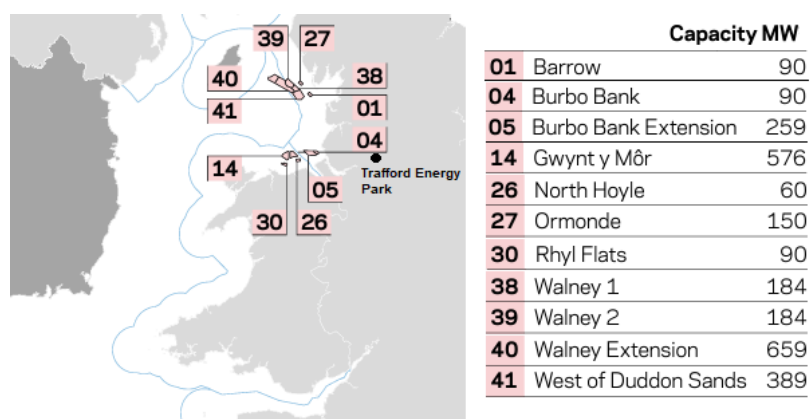 39 27
40 38
41 01
04
14 Trafford Energy
Park
05
30 26
Capacity MW
01 Barrow 90
04 Burbo Bank 90
05 Burbo Bank Extension 259
14 Gwynt y Môr 576
26 North Hoyle 60
27 Ormonde 150
30 Rhyl Flats 90
38 Walney 1 184
39 Walney 2 184
40 Walney Extension 659
41 West of Duddon Sands 389